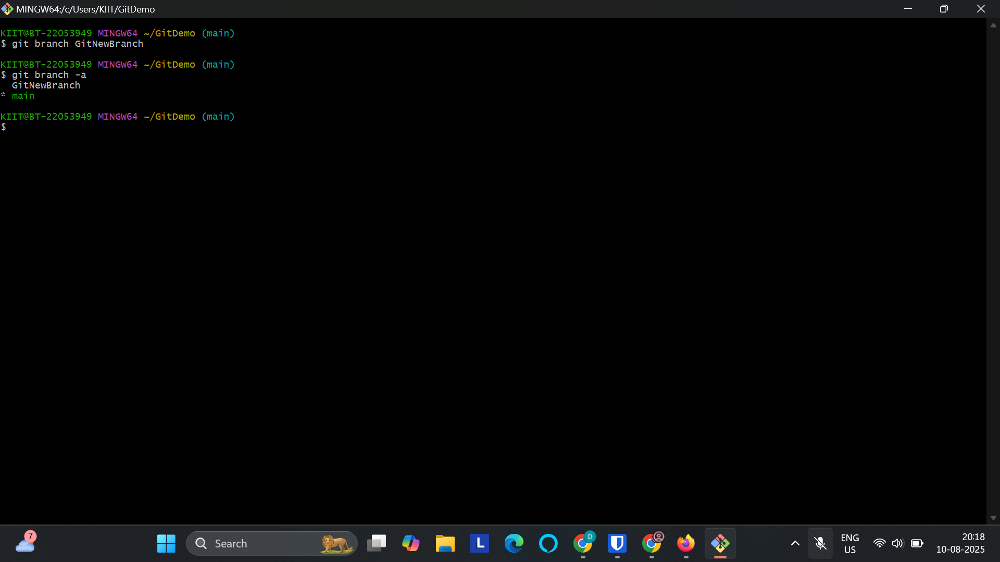 MINGW64:/c/Users/KIIT/GitDemo
KIIT@BT-22053949 MINGW64 ~/GitDemo (main)
$ git branch GitNewBranch
KIIT@BT-22053949 MINGW64 ~/GitDemo (main)
$ git branch -a
GitNewBranch
* main
KIIT@BT-22053949 MINGW64 ~/GitDemo (main)
$
7
Search
L
D
ENG
US
20:18
10-08-2025